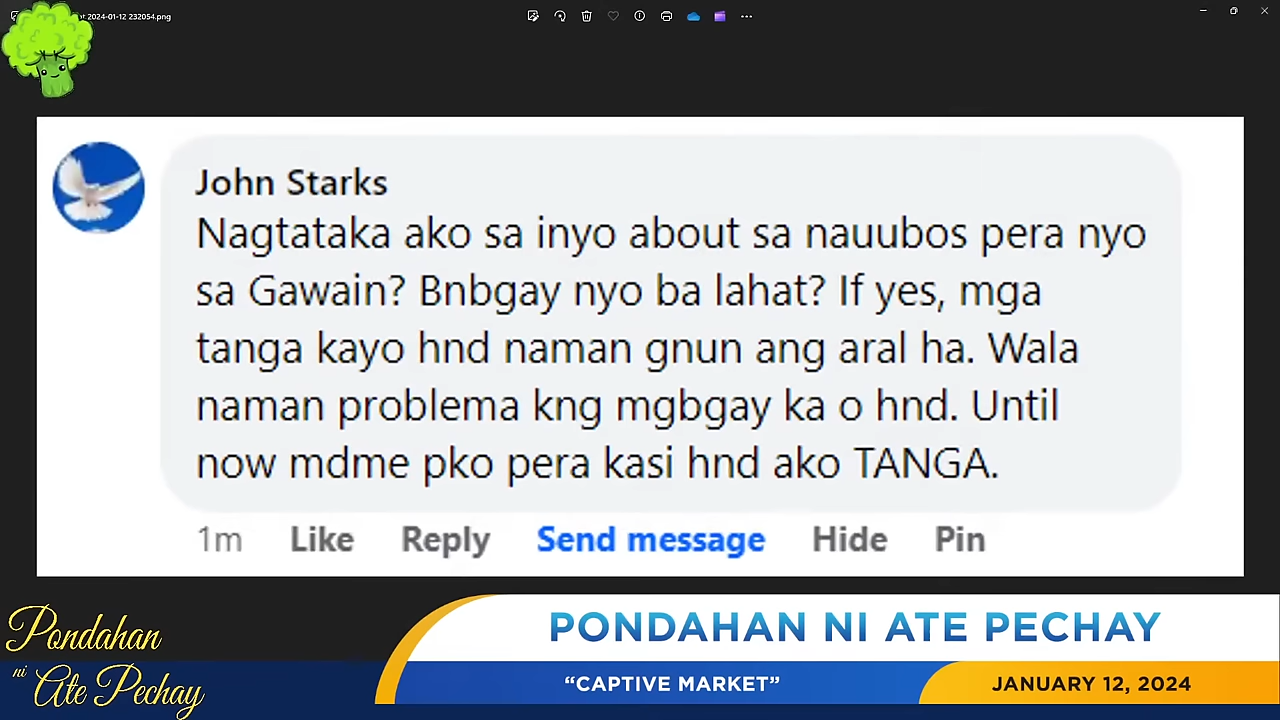 2024-01-12 232054.png
John Starks
Nagtataka ako sa inyo about sa nauubos pera nyo
sa Gawain? Bnbgay nyo ba lahat? If yes, mga
tanga kayo hnd naman gnun ang aral ha. Wala
naman problema kng mgbgay ka o hnd. Until
now mdme pko pera kasi hnd ako TANGA.
1m Like Reply Send message Hide Pin
Pondahan
ni
Ate Pechay
PONDAHAN NI ATE PECHAY
“CAPTIVE MARKET”
JANUARY 12, 2024